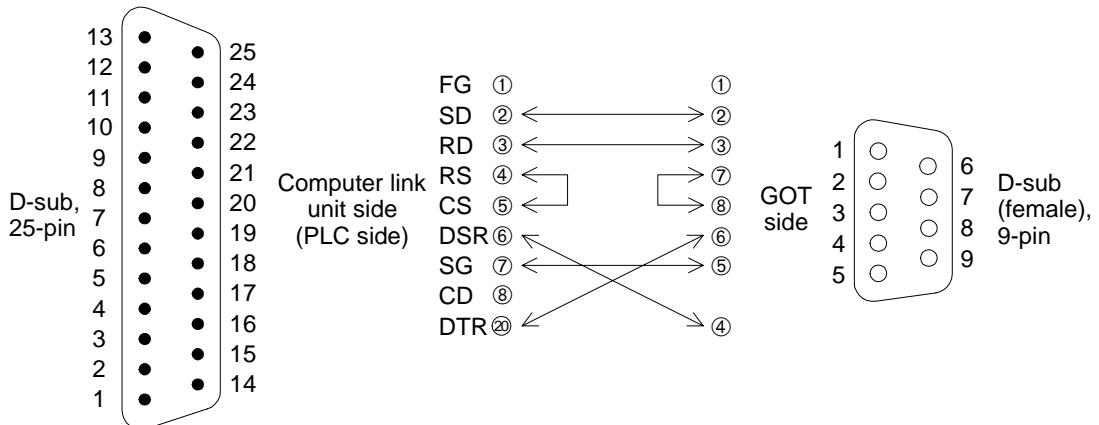 13
12
11
10
9
8
7
6
5
4
3
2
1
25
24
23
22
21
20
19
18
17
16
15
14
D-sub,
25-pin
Computer link
unit side
(PLC side)
FG ① ①
SD ② ②
RD ③ ③
RS ④ ⑦
CS ⑤ ⑧
DSR ⑥ ⑥
SG ⑦ ⑤
CD ⑧
DTR ⑳ ④
GOT
side
1
2
3
4
5
6
7
8
9
D-sub
(female),
9-pin